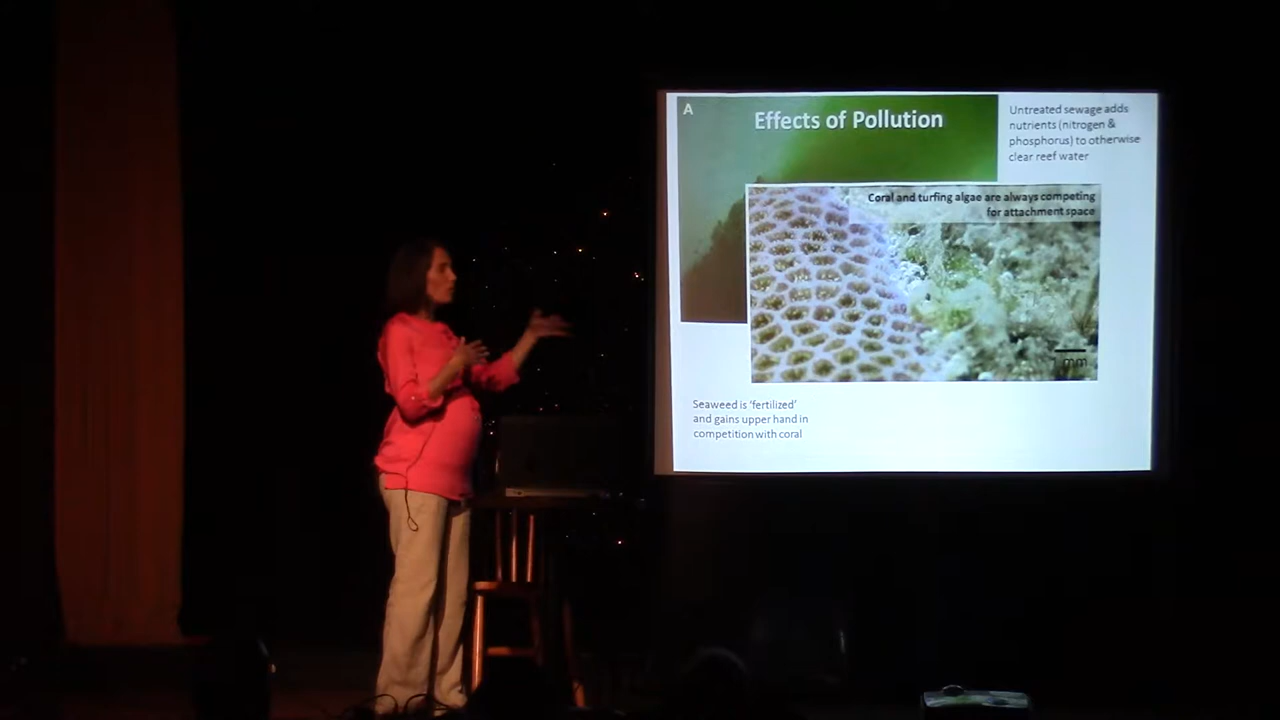 A
Effects of Pollution
Untreated sewage adds
nutrients (nitrogen &
phosphorus) to otherwise
clear reef water
Coral and turfing algae are always competing
for attachment space
1 mm
Seaweed is 'fertilized'
and gains upper hand in
competition with coral